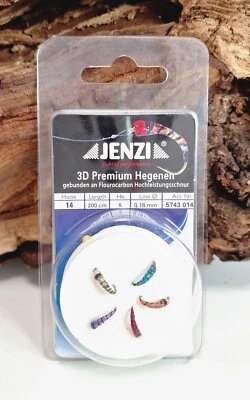 JENZI
3D Premium Hegenen
gebunden an Flourocarbon Hochleistungsschnur
Hook Length Hk. Line Ø Art.Nr.
14 200 cm 0,18 mm 5743 014